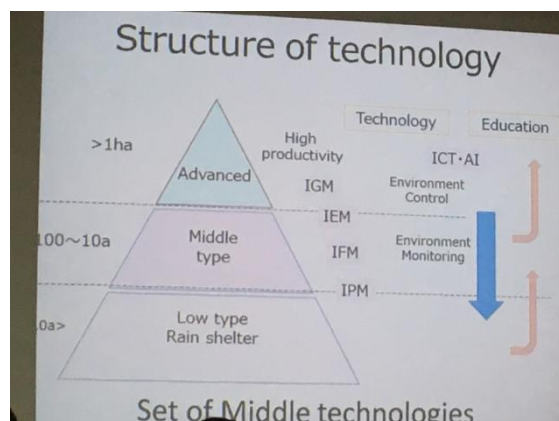 Structure of technology
Technology
Education
>1ha
High
productivity
ICT・AI
Advanced
IGM
Environment
Control
IEM
100～10a
Middle
type
IFM
Environment
Monitoring
IPM
0a>
Low type
Rain shelter
Set of Middle technologies